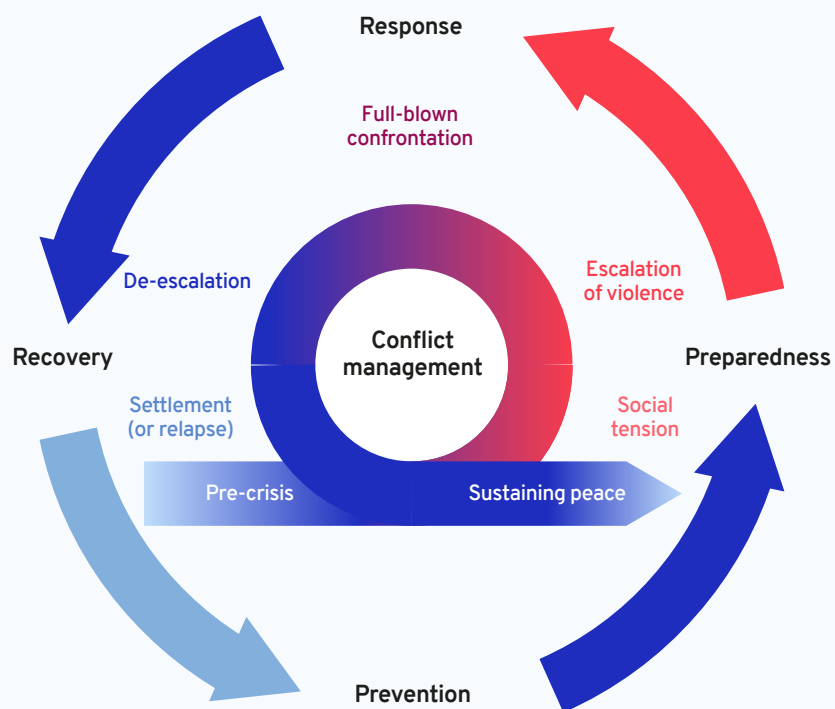 Response
Full-blown
confrontation
De-escalation
Escalation
of violence
Conflict
management
Recovery
Preparedness
Settlement
(or relapse)
Social
tension
Pre-crisis
Sustaining peace
Prevention